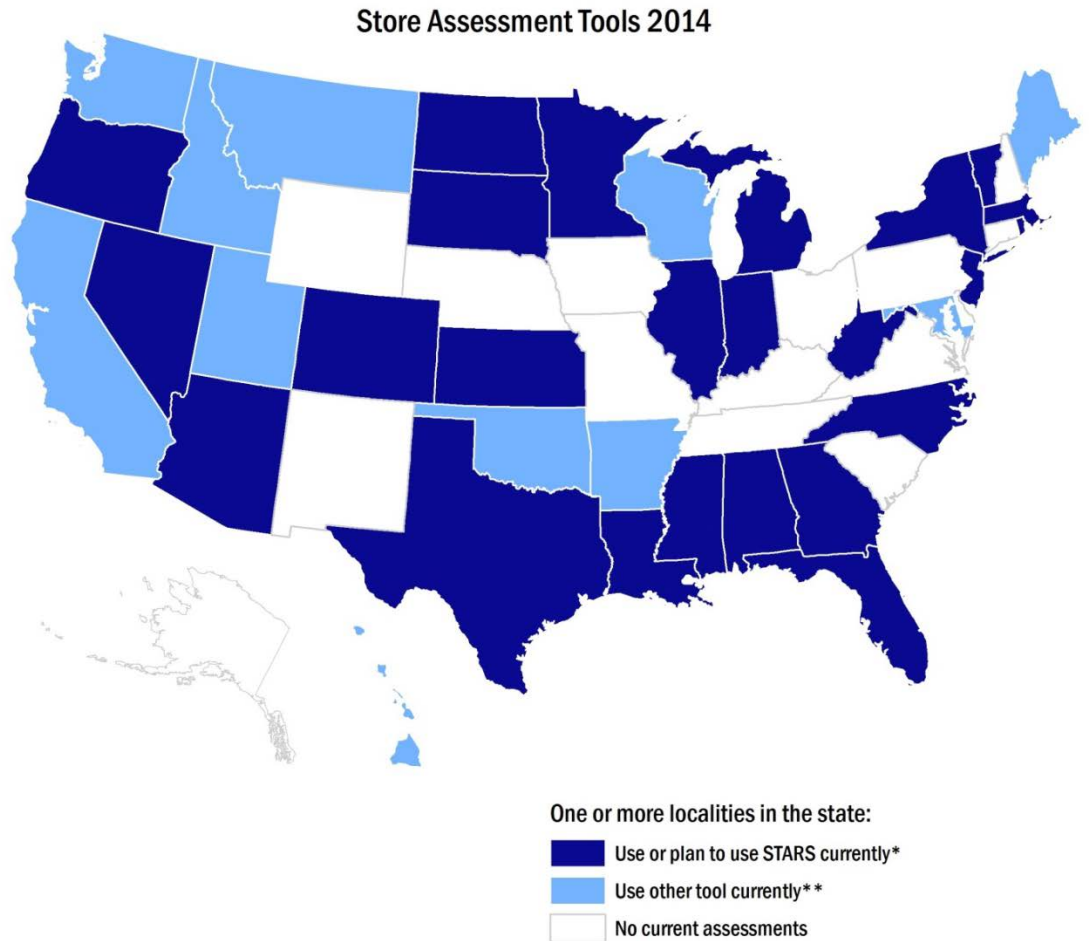 Store Assessment Tools 2014
One or more localities in the state:
Use or plan to use STARS currently*
Use other tool currently**
No current assessments